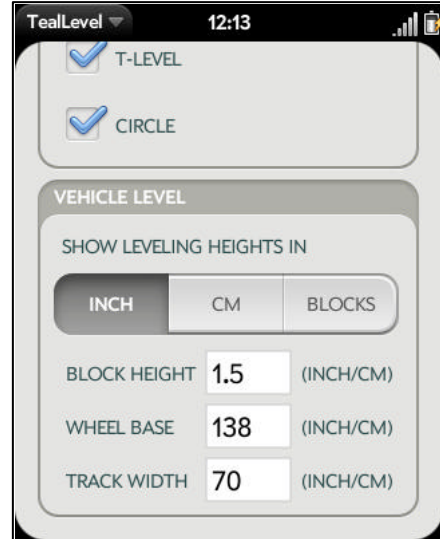 TealLevel 12:13
T-LEVEL
CIRCLE
VEHICLE LEVEL
SHOW LEVELING HEIGHTS IN
INCH CM BLOCKS
BLOCK HEIGHT 1.5 (INCH/CM)
WHEEL BASE 138 (INCH/CM)
TRACK WIDTH 70 (INCH/CM)